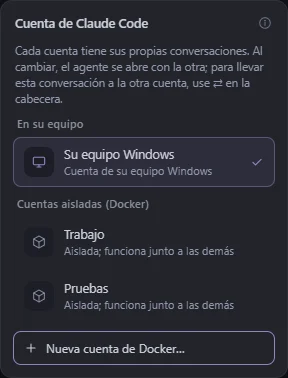 Cuenta de Claude Code
Cada cuenta tiene sus propias conversaciones. Al
cambiar, el agente se abre con la otra; para llevar
esta conversación a la otra cuenta, use ⇄ en la
cabecera.
En su equipo
Su equipo Windows
Cuenta de su equipo Windows
Cuentas aisladas (Docker)
Trabajo
Aislada; funciona junto a las demás
Pruebas
Aislada; funciona junto a las demás
+ Nueva cuenta de Docker...